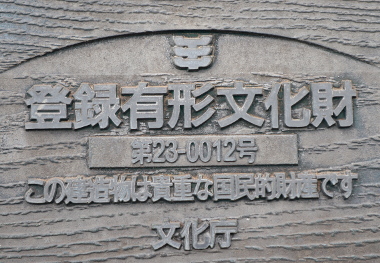 登録有形文化財
第23-0012号
この建造物は貴重な国民的財産です
文化庁